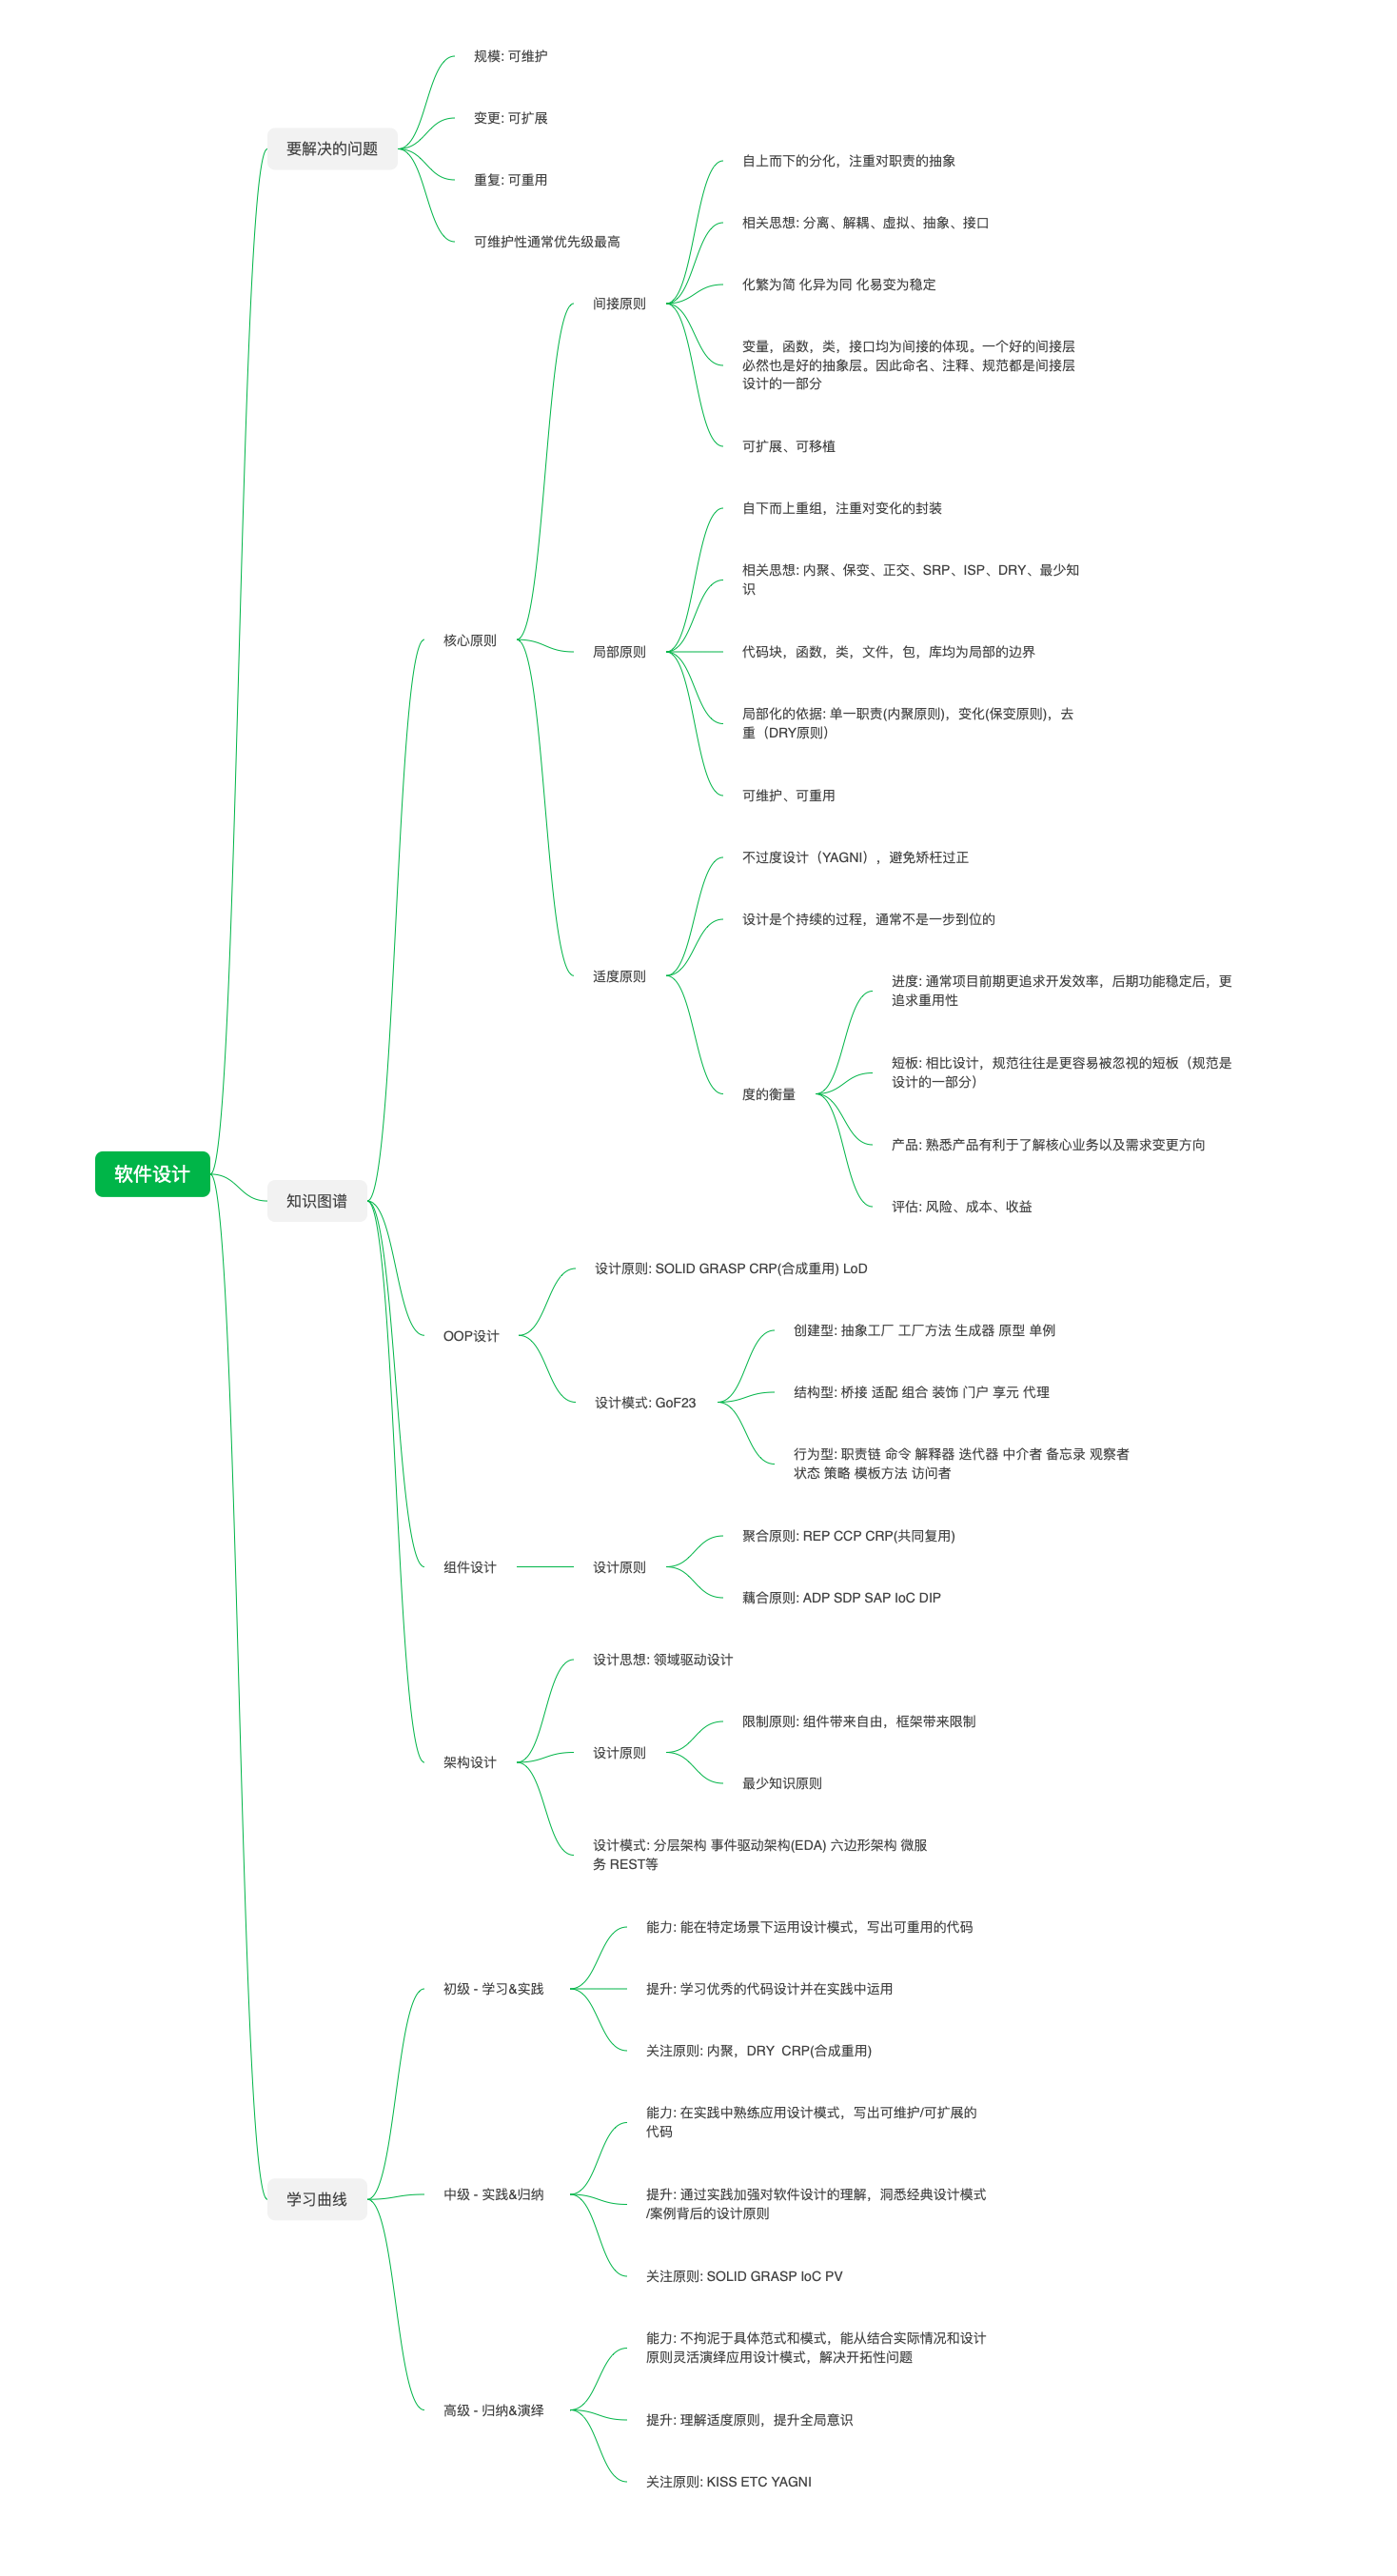 规模: 可维护
变更: 可扩展
要解决的问题
重复: 可重用
可维护性通常优先级最高
自上而下的分化，注重对职责的抽象
相关思想: 分离、解耦、虚拟、抽象、接口
化繁为简 化异为同 化易变为稳定
间接原则
变量，函数，类，接口均为间接的体现。一个好的间接层
必然也是好的抽象层。因此命名、注释、规范都是间接层
设计的一部分
可扩展、可移植
自下而上重组，注重对变化的封装
相关思想: 内聚、保变、正交、SRP、ISP、DRY、最少知
识
核心原则
局部原则
代码块，函数，类，文件，包，库均为局部的边界
局部化的依据: 单一职责(内聚原则)，变化(保变原则)，去
重（DRY原则）
可维护、可重用
不过度设计（YAGNI），避免矫枉过正
设计是个持续的过程，通常不是一步到位的
适度原则
进度: 通常项目前期更追求开发效率，后期功能稳定后，更
追求重用性
短板: 相比设计，规范往往是更容易被忽视的短板（规范是
设计的一部分）
度的衡量
产品: 熟悉产品有利于了解核心业务以及需求变更方向
软件设计
知识图谱
评估: 风险、成本、收益
设计原则: SOLID GRASP CRP(合成重用) LoD
OOP设计
创建型: 抽象工厂 工厂方法 生成器 原型 单例
结构型: 桥接 适配 组合 装饰 门户 享元 代理
设计模式: GoF23
行为型: 职责链 命令 解释器 迭代器 中介者 备忘录 观察者
状态 策略 模板方法 访问者
聚合原则: REP CCP CRP(共同复用)
组件设计
设计原则
藕合原则: ADP SDP SAP IoC DIP
设计思想: 领域驱动设计
限制原则: 组件带来自由，框架带来限制
架构设计
设计原则
最少知识原则
设计模式: 分层架构 事件驱动架构(EDA) 六边形架构 微服
务 REST等
能力: 能在特定场景下运用设计模式，写出可重用的代码
初级 - 学习&实践
提升: 学习优秀的代码设计并在实践中运用
关注原则: 内聚，DRY  CRP(合成重用)
能力: 在实践中熟练应用设计模式，写出可维护/可扩展的
代码
学习曲线
中级 - 实践&归纳
提升: 通过实践加强对软件设计的理解，洞悉经典设计模式
/案例背后的设计原则
关注原则: SOLID GRASP IoC PV
能力: 不拘泥于具体范式和模式，能从结合实际情况和设计
原则灵活演绎应用设计模式，解决开拓性问题
高级 - 归纳&演绎
提升: 理解适度原则，提升全局意识
关注原则: KISS ETC YAGNI